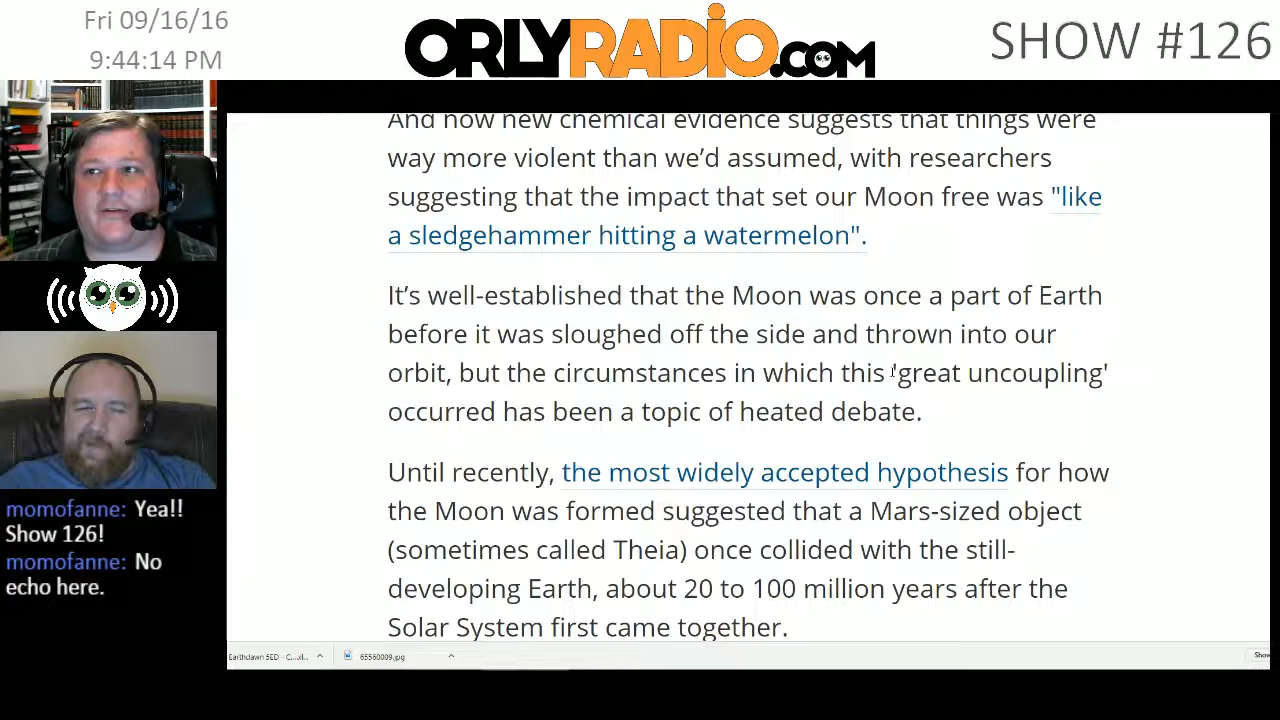 Fri 09/16/16
9:44:14 PM
ORLYRADIO.COM
SHOW #126
And now new chemical evidence suggests that things were
way more violent than we’d assumed, with researchers
suggesting that the impact that set our Moon free was "like
a sledgehammer hitting a watermelon".
It’s well-established that the Moon was once a part of Earth
before it was sloughed off the side and thrown into our
orbit, but the circumstances in which this 'great uncoupling'
occurred has been a topic of heated debate.
Until recently, the most widely accepted hypothesis for how
the Moon was formed suggested that a Mars-sized object
(sometimes called Theia) once collided with the still-
developing Earth, about 20 to 100 million years after the
Solar System first came together.
momofanne: Yea!!
Show 126!
momofanne: No
echo here.
Earthdawn 5ED - C....xl...
65560009.jpg
Show